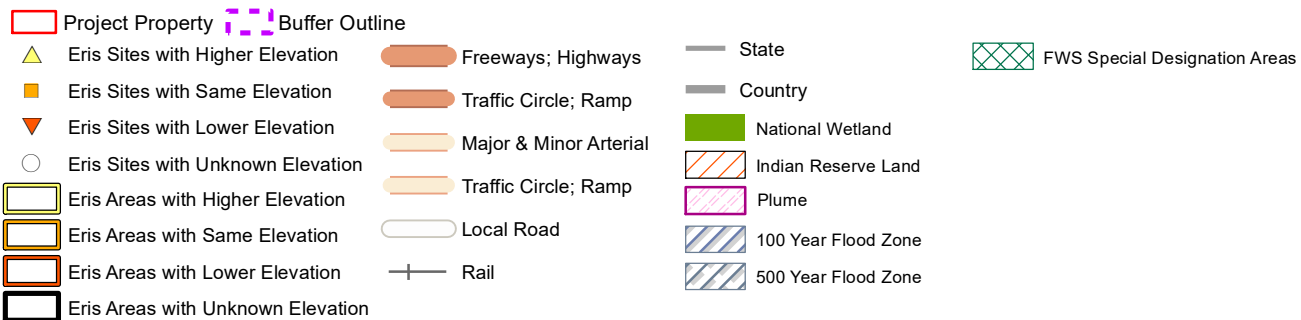 Project Property Buffer Outline
Eris Sites with Higher Elevation
Eris Sites with Same Elevation
Eris Sites with Lower Elevation
Eris Sites with Unknown Elevation
Eris Areas with Higher Elevation
Eris Areas with Same Elevation
Eris Areas with Lower Elevation
Eris Areas with Unknown Elevation
Freeways; Highways
Traffic Circle; Ramp
Major & Minor Arterial
Traffic Circle; Ramp
Local Road
Rail
State
Country
National Wetland
Indian Reserve Land
Plume
100 Year Flood Zone
500 Year Flood Zone
FWS Special Designation Areas